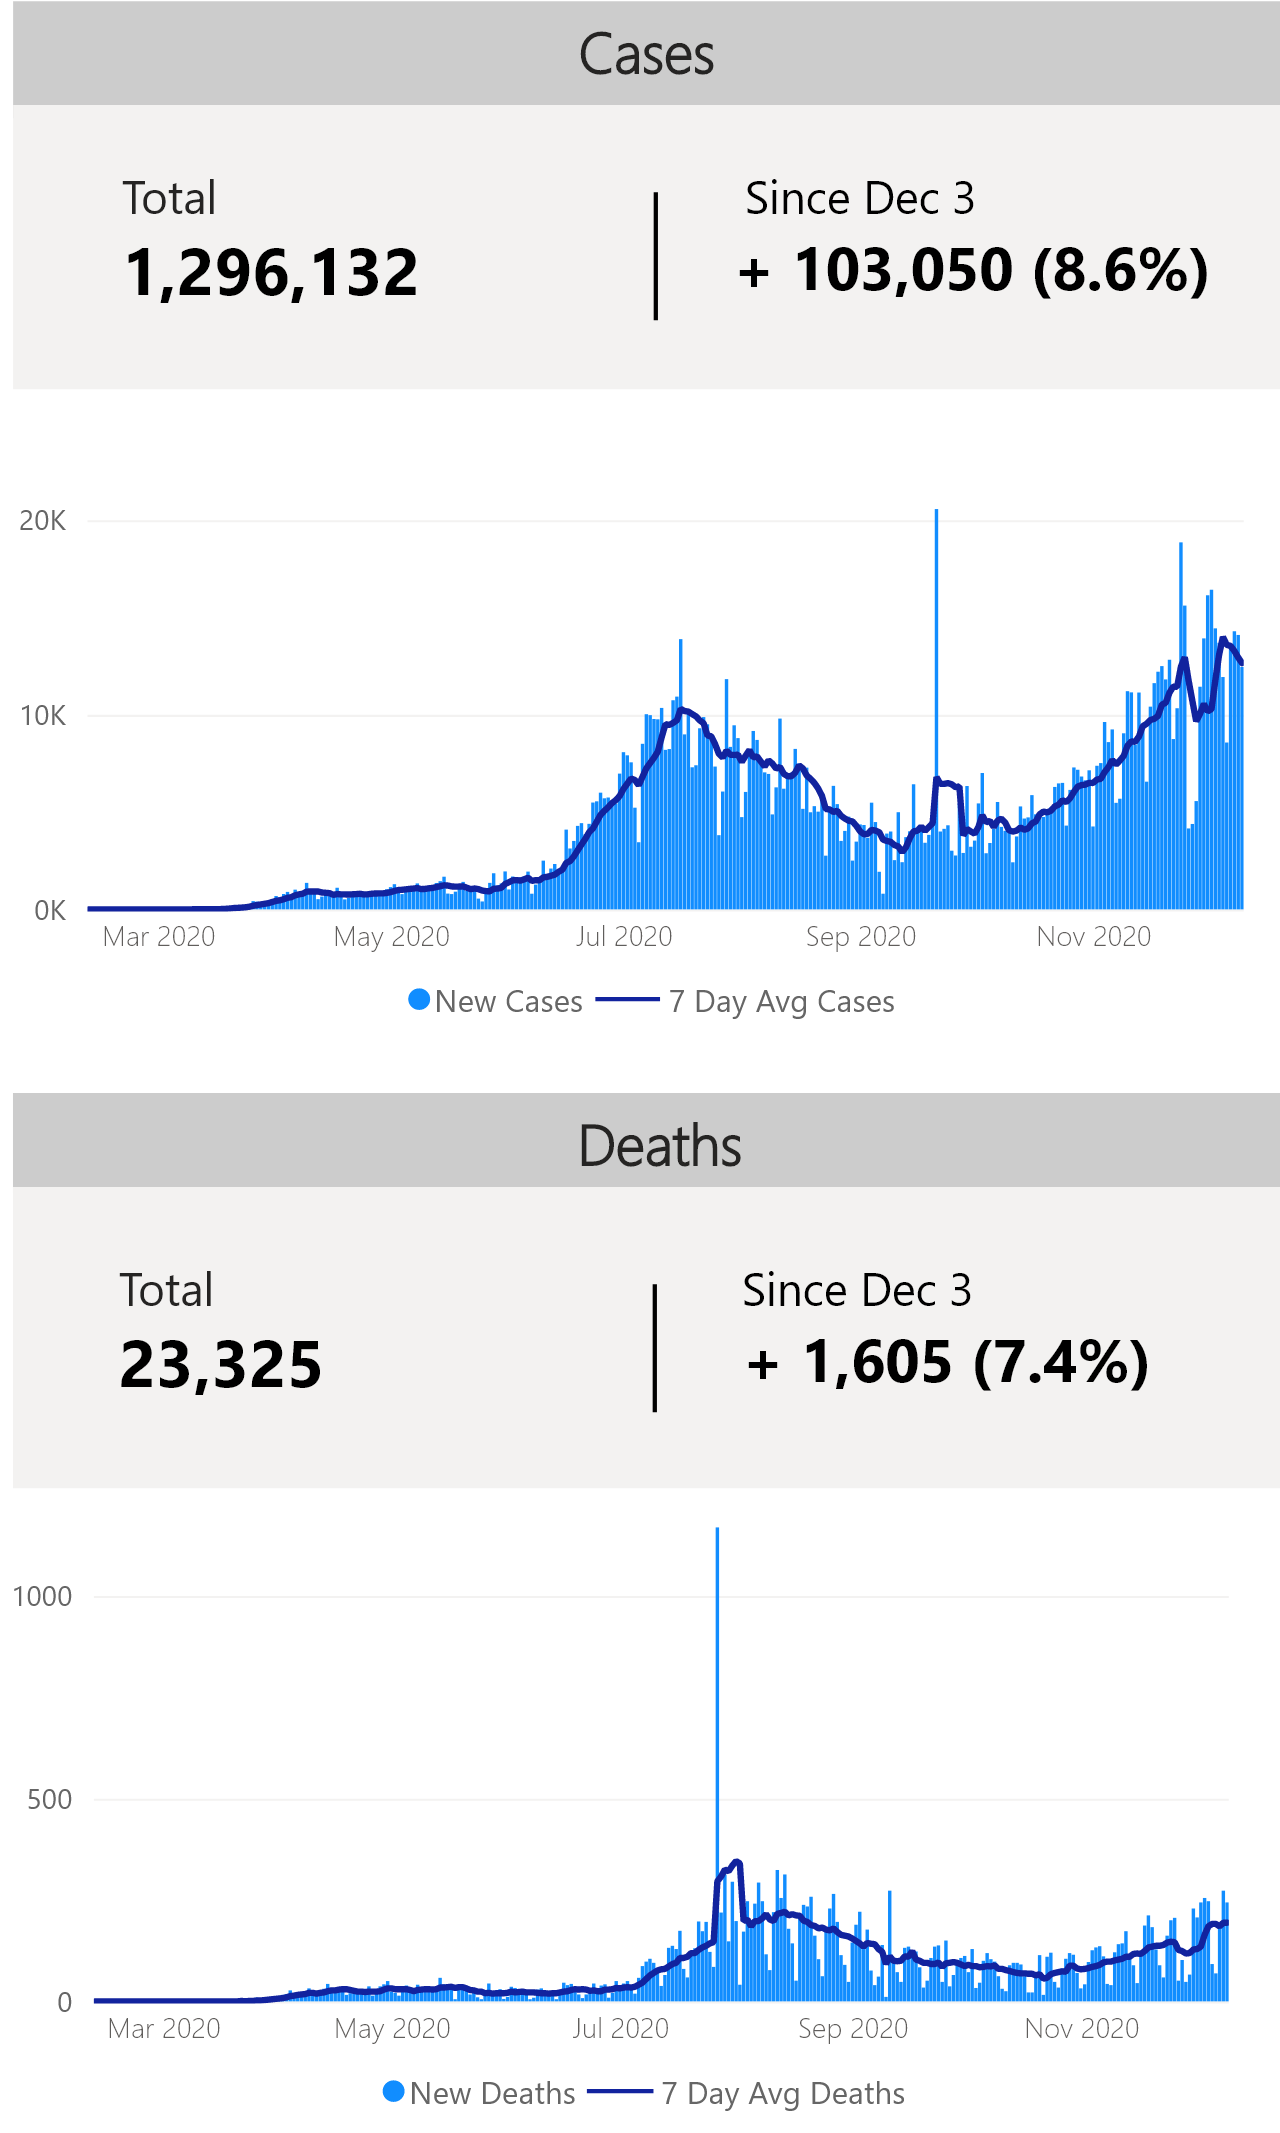 Cases
Total
Since Dec 3
1,296,132
+ 103,050 (8.6%)
20K
10K
0K
Mar 2020
May 2020
Jul 2020
Sep 2020
Nov 2020
New Cases
7 Day Avg Cases
Deaths
Total
Since Dec 3
23,325
+ 1,605 (7.4%)
1000
500
0
Mar 2020
May 2020
Jul 2020
Sep 2020
Nov 2020
New Deaths
7 Day Avg Deaths